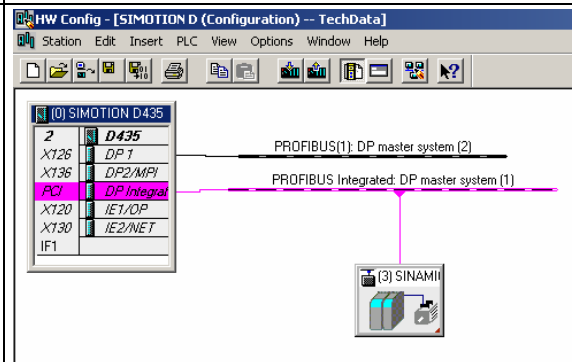 HW Config - [SIMOTION D (Configuration) -- TechData]
Station Edit Insert PLC View Options Window Help
(0) SIMOTION D435
2 D435
X126 DP 1
X136 DP2/MPI
PCI DP Integrat
X120 IE1/OP
X130 IE2/NET
IF1
PROFIBUS(1): DP master system (2)
PROFIBUS Integrated: DP master system (1)
(3) SINAMI